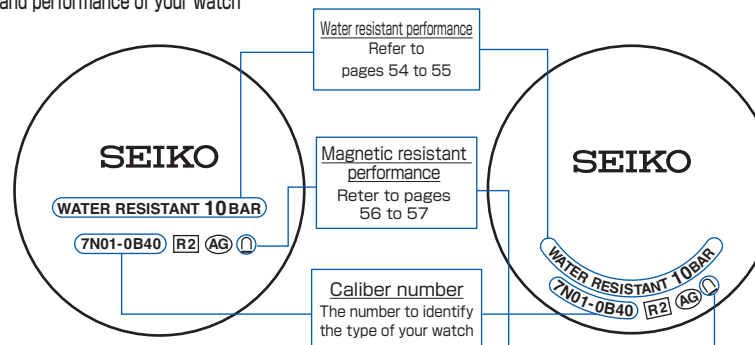 and performance of your watch
Water resistant performance
Refer to
pages 54 to 55
SEIKO
WATER RESISTANT 10 BAR
7N01-0B40 R2 AG
Magnetic resistant
performance
Reter to pages
56 to 57
Caliber number
The number to identify
the type of your watch
SEIKO
WATER RESISTANT 10 BAR
7N01-0B40 R2 AG